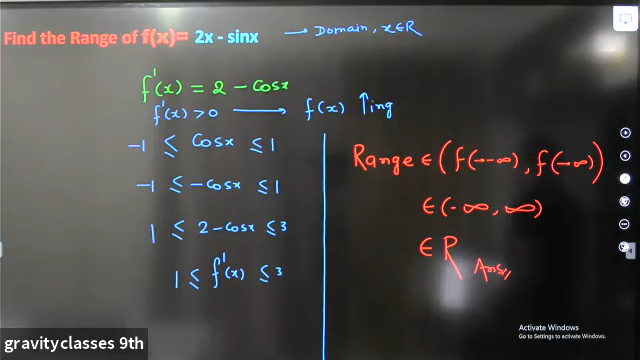 Find the Range of f(x)= 2x - sinx → Domain, x∈R
f'(x) = 2 - cosx
f'(x) > 0 → f(x) ↑ing
-1 ≤ cosx ≤ 1
-1 ≤ -cosx ≤ 1
1 ≤ 2 - cosx ≤ 3
1 ≤ f'(x) ≤ 3
Range ∈ (f(→-∞), f(→∞))
∈ (-∞, ∞)
∈ R
Ans
Activate Windows
Go to Settings to activate Windows.
gravityclasses 9th